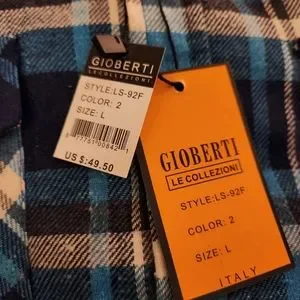 GIOBERTI
LE COLLEZIONI
STYLE:LS-92F
COLOR: 2
SIZE: L
US $:49.50
GIOBERTI
LE COLLEZIONI
STYLE:LS-92F
COLOR: 2
SIZE: L
ITALY